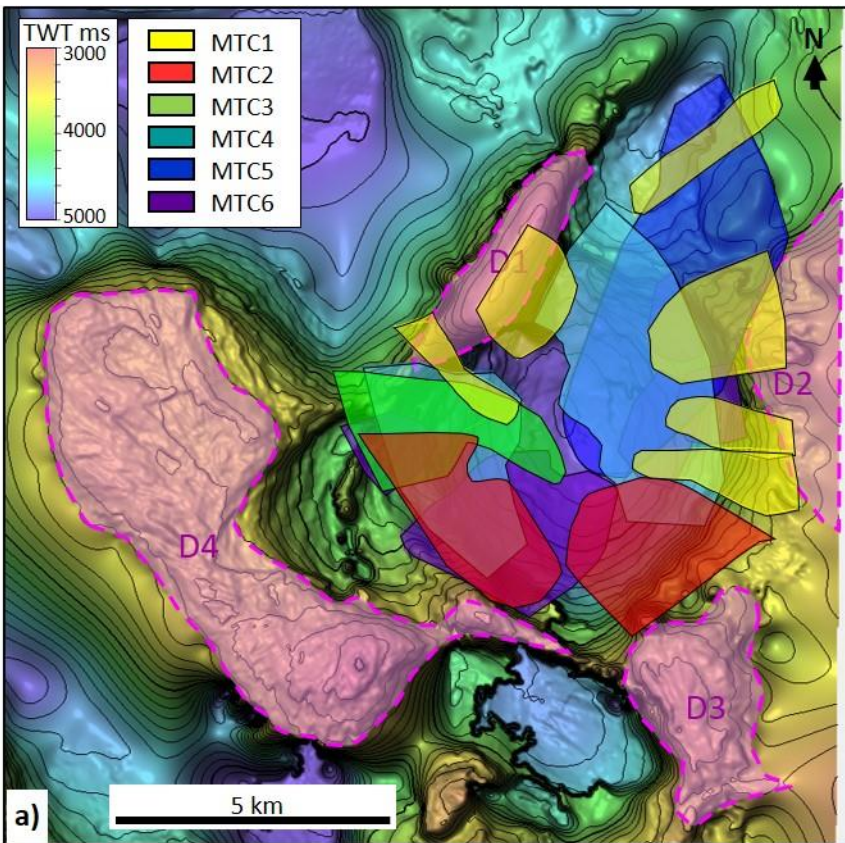 TWT ms
3000
4000
5000
MTC1
MTC2
MTC3
MTC4
MTC5
MTC6
N
D1
D2
D4
D3
a)
5 km